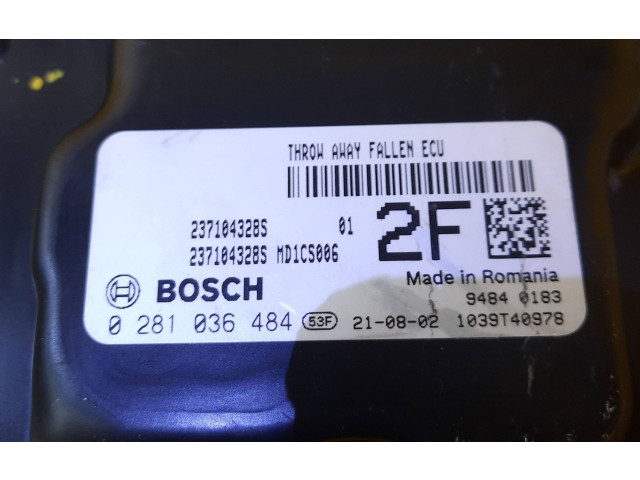 THROW AWAY FALLEN ECU
237104328S 01
237104328S MD1CS006
2F
Made in Romania
BOSCH
9484 0183
0 281 036 484 53F 21-08-02 1039T40978